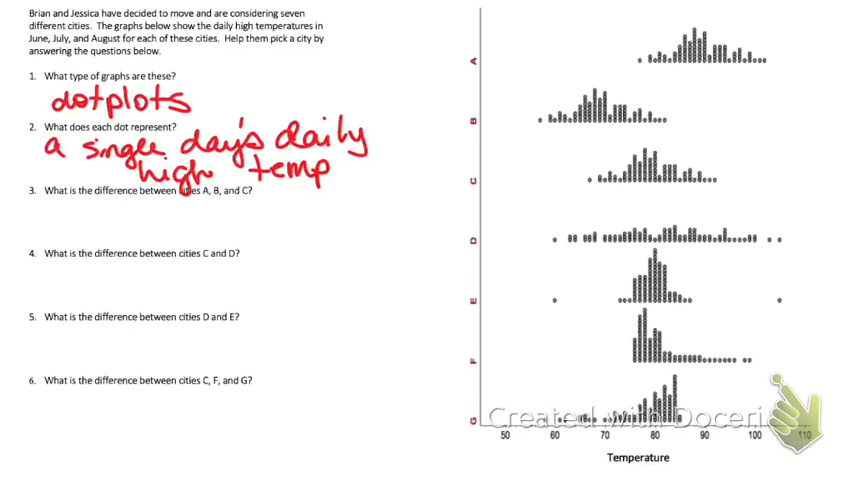 Brian and Jessica have decided to move and are considering seven
different cities. The graphs below show the daily high temperatures in
June, July, and August for each of these cities. Help them pick a city by
answering the questions below.
1. What type of graphs are these?
dotplots
2. What does each dot represent?
a single day's daily
high temp
3. What is the difference between cities A, B, and C?
4. What is the difference between cities C and D?
5. What is the difference between cities D and E?
6. What is the difference between cities C, F, and G?
A
B
C
D
E
F
G
Created with Doceri
50 60 70 80 90 100 110
Temperature